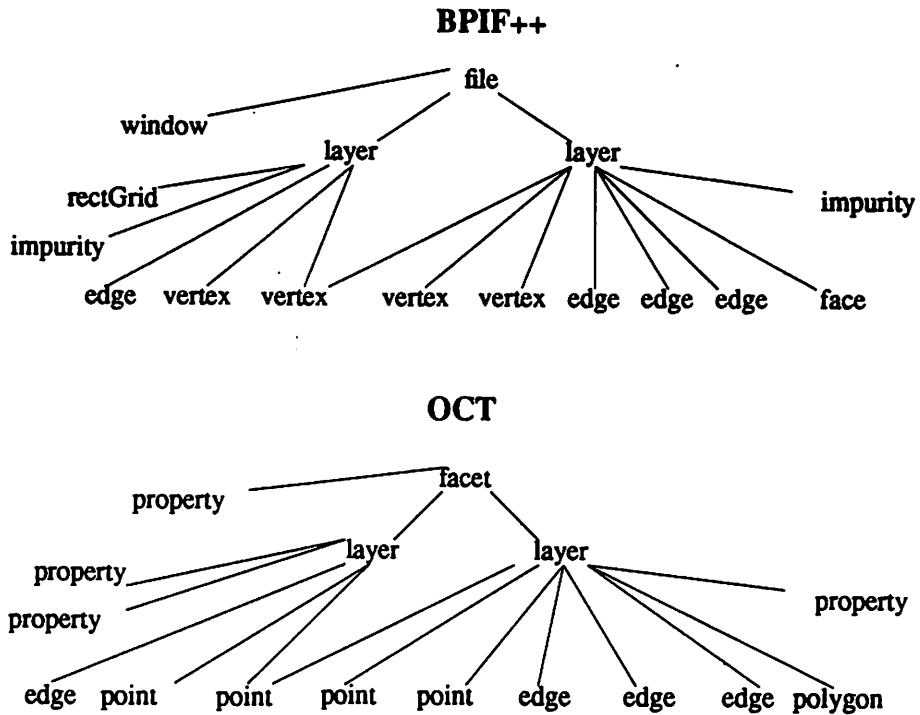 BPIF++
file
window
layer layer
rectGrid impurity
impurity
edge vertex vertex vertex vertex edge edge edge face
OCT
facet
property
layer layer
property
property property
edge point point point point edge edge edge polygon